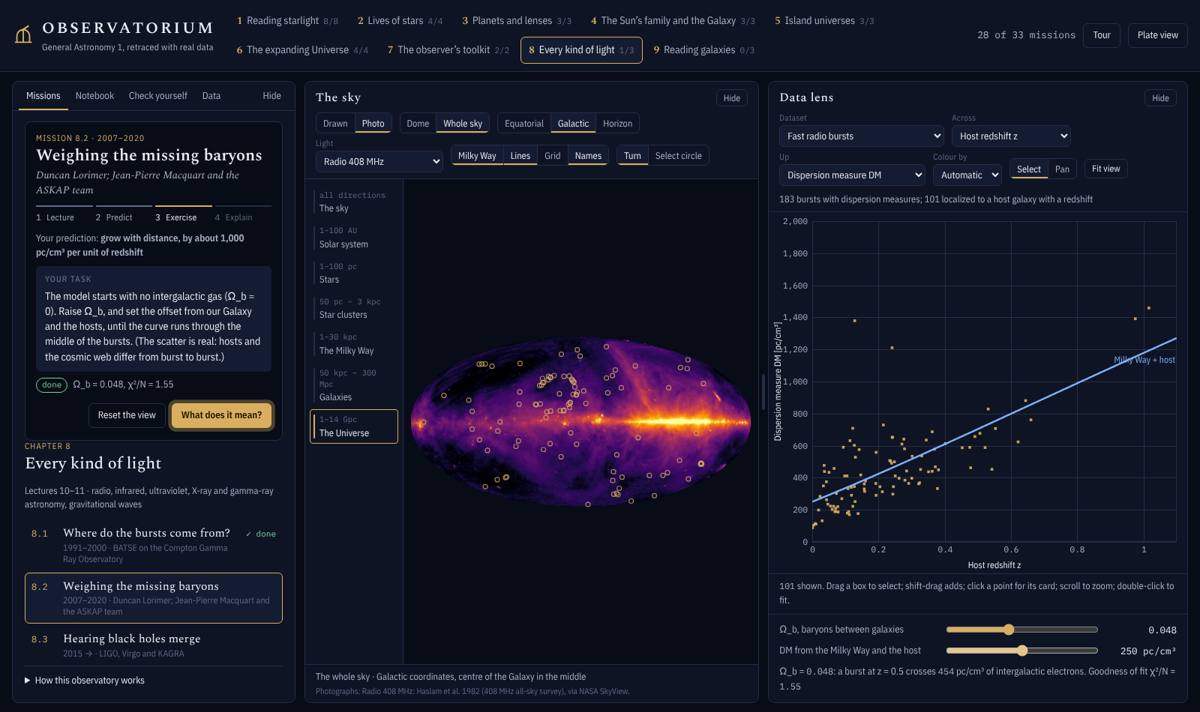 OBSERVATORIUM
General Astronomy 1, retraced with real data
1 Reading starlight 8/8
2 Lives of stars 4/4
3 Planets and lenses 3/3
4 The Sun's family and the Galaxy 3/3
5 Island universes 3/3
6 The expanding Universe 4/4
7 The observer's toolkit 2/2
8 Every kind of light 1/3
9 Reading galaxies 0/3
28 of 33 missions
Tour
Plate view
Missions
Notebook
Check yourself
Data
Hide
MISSION 8.2 · 2007–2020
Weighing the missing baryons
Duncan Lorimer; Jean-Pierre Macquart and the
ASKAP team
1 Lecture
2 Predict
3 Exercise
4 Explain
Your prediction: grow with distance, by about 1,000
pc/cm³ per unit of redshift
YOUR TASK
The model starts with no intergalactic gas (Ω_b =
0). Raise Ω_b, and set the offset from our Galaxy
and the hosts, until the curve runs through the
middle of the bursts. (The scatter is real: hosts and
the cosmic web differ from burst to burst.)
done Ω_b = 0.048, χ²/N = 1.55
Reset the view
What does it mean?
CHAPTER 8
Every kind of light
Lectures 10–11 · radio, infrared, ultraviolet, X-ray and gamma-ray
astronomy, gravitational waves
8.1 Where do the bursts come from? ✓ done
1991–2000 · BATSE on the Compton Gamma
Ray Observatory
8.2 Weighing the missing baryons
2007–2020 · Duncan Lorimer; Jean-Pierre Macquart and
the ASKAP team
8.3 Hearing black holes merge
2015 → · LIGO, Virgo and KAGRA
How this observatory works
The sky
Hide
Drawn
Photo
Dome
Whole sky
Equatorial
Galactic
Horizon
Light
Radio 408 MHz
Milky Way
Lines
Grid
Names
Turn
Select circle
all directions
The sky
1–100 AU
Solar system
1–100 pc
Stars
50 pc – 3 kpc
Star clusters
1–30 kpc
The Milky Way
50 kpc – 300
Mpc
Galaxies
1–14 Gpc
The Universe
The whole sky · Galactic coordinates, centre of the Galaxy in the middle
Photographs: Radio 408 MHz: Haslam et al. 1982 (408 MHz all-sky survey), via NASA SkyView.
Data lens
Hide
Dataset
Across
Fast radio bursts
Host redshift z
Up
Colour by
Dispersion measure DM
Automatic
Select
Pan
Fit view
183 bursts with dispersion measures; 101 localized to a host galaxy with a redshift
2,000
1,800
1,600
1,400
1,200
1,000
800
600
400
200
0
Dispersion measure DM [pc/cm³]
Milky Way + host
0
0.2
0.4
0.6
0.8
1
Host redshift z
101 shown. Drag a box to select; shift-drag adds; click a point for its card; scroll to zoom; double-click to
fit.
Ω_b, baryons between galaxies 0.048
DM from the Milky Way and the host 250 pc/cm³
Ω_b = 0.048: a burst at z = 0.5 crosses 454 pc/cm³ of intergalactic electrons. Goodness of fit χ²/N =
1.55